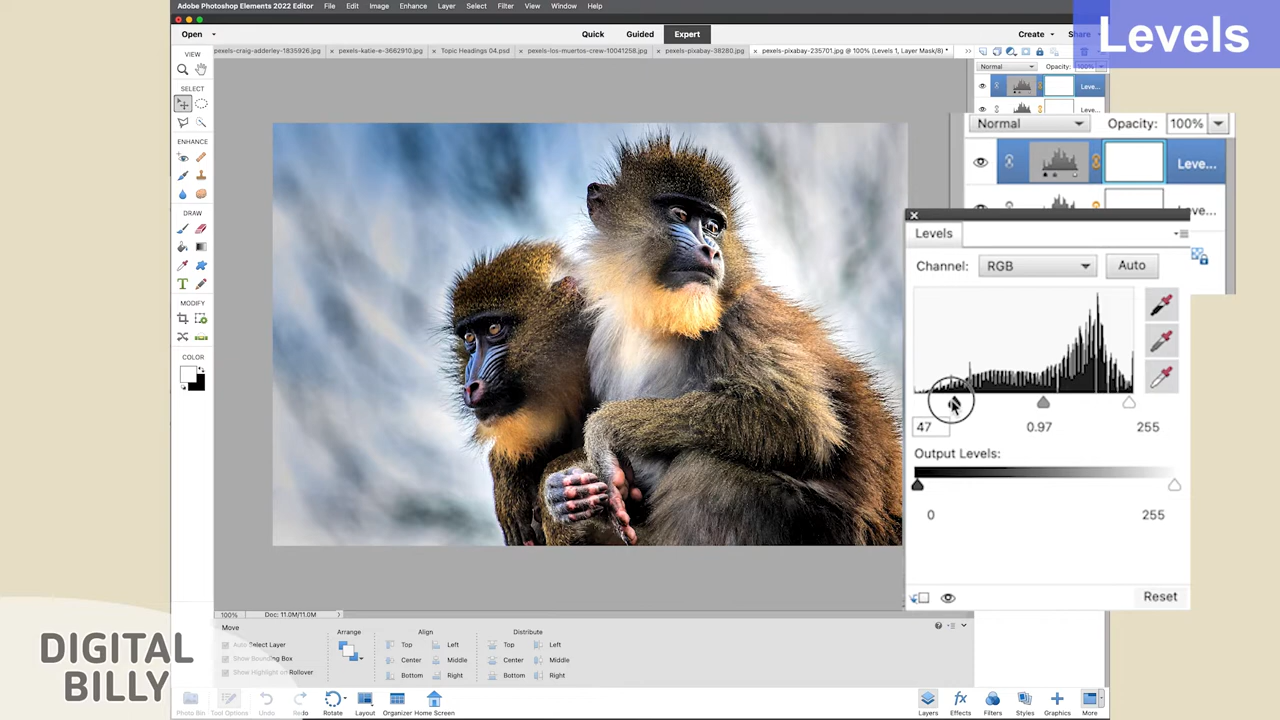 Adobe Photoshop Elements 2022 Editor File Edit Image Enhance Layer Select Filter View Window Help
Levels
Open Quick Guided Expert Create Share
VIEW
pexels-craig-adderley-1835926.jpg × pexels-katie-e-3662910.jpg × Topic Headings 04.psd × pexels-los-muertos-crew-10041258.jpg × pexels-pixabay-38280.jpg × pexels-pixabay-235701.jpg @ 100% (Levels 1, Layer Mask/8) *
Normal Opacity: 100%
Leve...
Leve...
SELECT
ENHANCE
DRAW
MODIFY
COLOR
Normal Opacity: 100%
Leve...
ve...
Levels
Channel: RGB Auto
47 0.97 255
Output Levels:
0 255
Reset
100% Doc: 11.0M/11.0M
Move
Auto Select Layer
Show Bounding Box
Show Highlight on Rollover
Arrange
Align
Top Left
Center Middle
Bottom Right
Distribute
Top Left
Center Middle
Bottom Right
DIGITAL
BILLY
Photo Bin Tool Options Undo Redo Rotate Layout Organizer Home Screen Layers Effects Filters Styles Graphics More